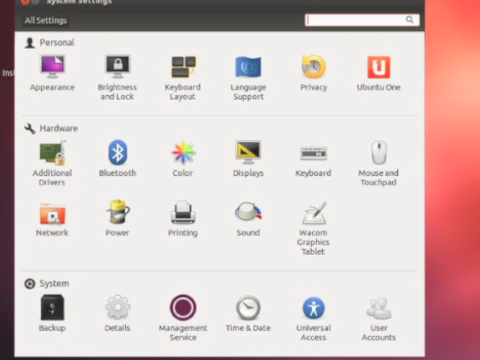 System Settings
All Settings
Inst
Personal
Appearance
Brightness
and Lock
Keyboard
Layout
Language
Support
Privacy
Ubuntu One
Hardware
Additional
Drivers
Bluetooth
Color
Displays
Keyboard
Mouse and
Touchpad
Network
Power
Printing
Sound
Wacom
Graphics
Tablet
System
Backup
Details
Management
Service
Time & Date
Universal
Access
User
Accounts